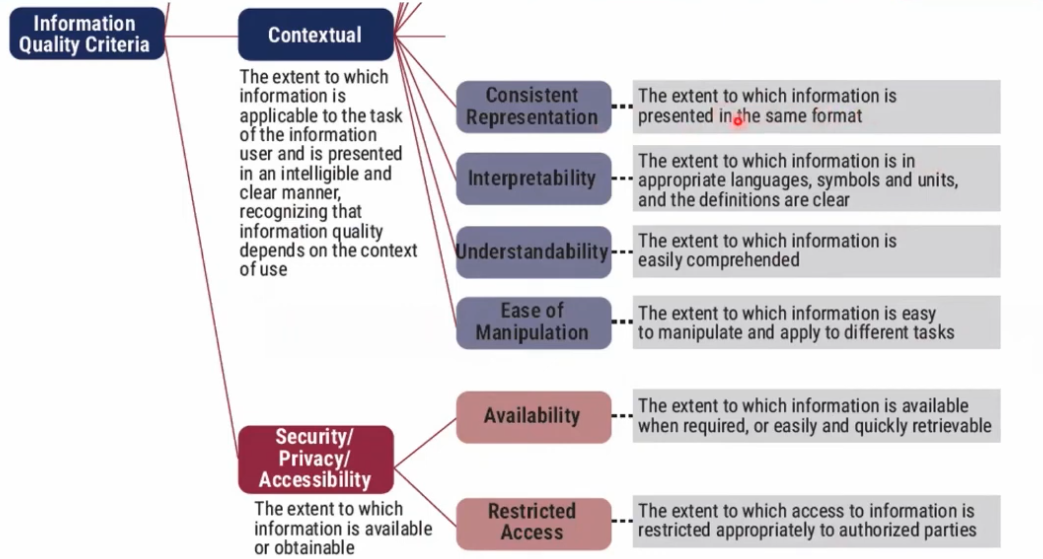 Information
Quality Criteria
Contextual
The extent to which
information is
applicable to the task
of the information
user and is presented
in an intelligible and
clear manner,
recognizing that
information quality
depends on the context
of use
Consistent
Representation
The extent to which information is
presented in the same format
Interpretability
The extent to which information is in
appropriate languages, symbols and units,
and the definitions are clear
Understandability
The extent to which information is
easily comprehended
Ease of
Manipulation
The extent to which information is easy
to manipulate and apply to different tasks
Security/
Privacy/
Accessibility
The extent to which
information is available
or obtainable
Availability
The extent to which information is available
when required, or easily and quickly retrievable
Restricted
Access
The extent to which access to information is
restricted appropriately to authorized parties